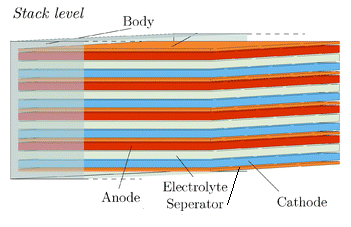 Stack level
Body
Anode
Electrolyte
Seperator
Cathode